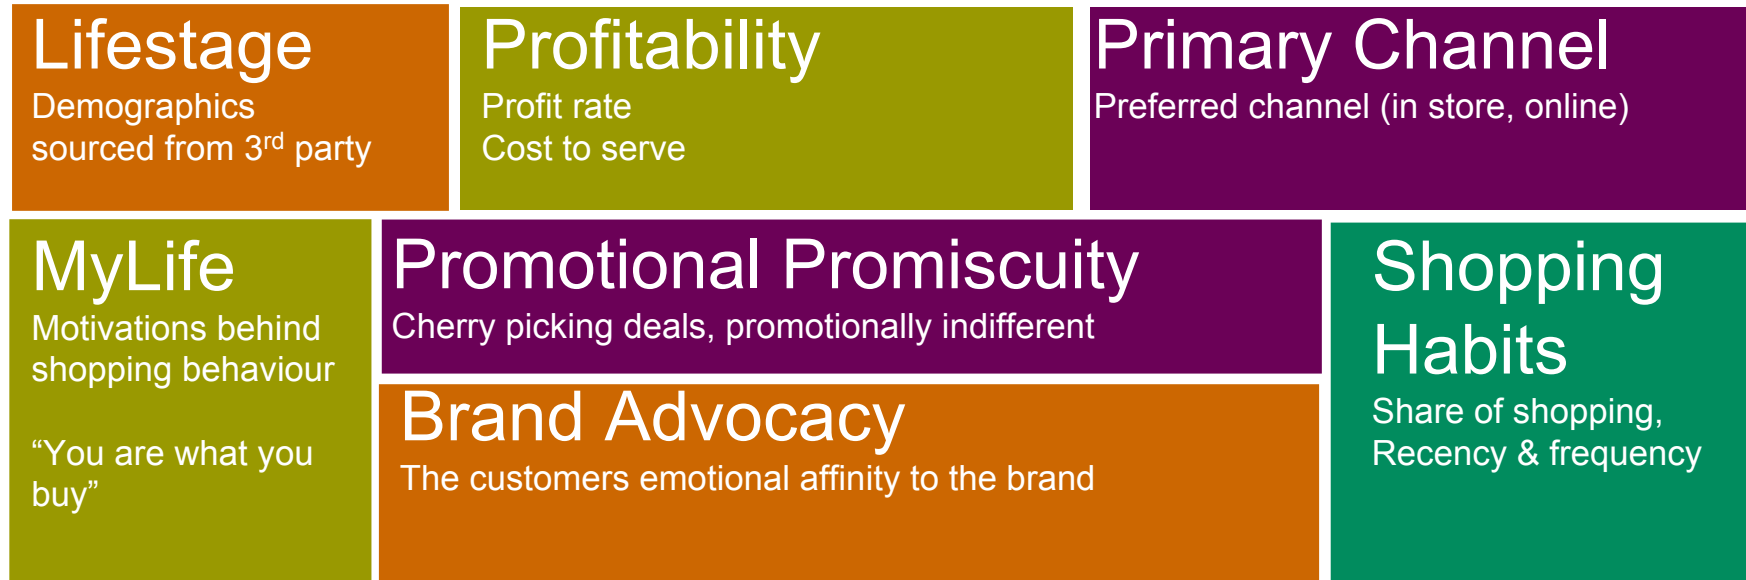 Lifestage
Demographics
sourced from 3rd party
Profitability
Profit rate
Cost to serve
Primary Channel
Preferred channel (in store, online)
MyLife
Motivations behind
shopping behaviour
“You are what you
buy”
Promotional Promiscuity
Cherry picking deals, promotionally indifferent
Brand Advocacy
The customers emotional affinity to the brand
Shopping
Habits
Share of shopping,
Recency & frequency